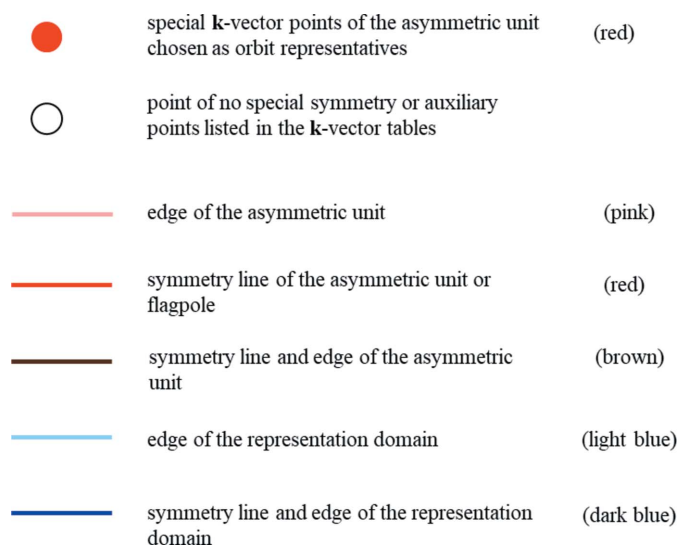 special k-vector points of the asymmetric unit
chosen as orbit representatives
(red)
point of no special symmetry or auxiliary
points listed in the k-vector tables
edge of the asymmetric unit
(pink)
symmetry line of the asymmetric unit or
flagpole
(red)
symmetry line and edge of the asymmetric
unit
(brown)
edge of the representation domain
(light blue)
symmetry line and edge of the representation
domain
(dark blue)